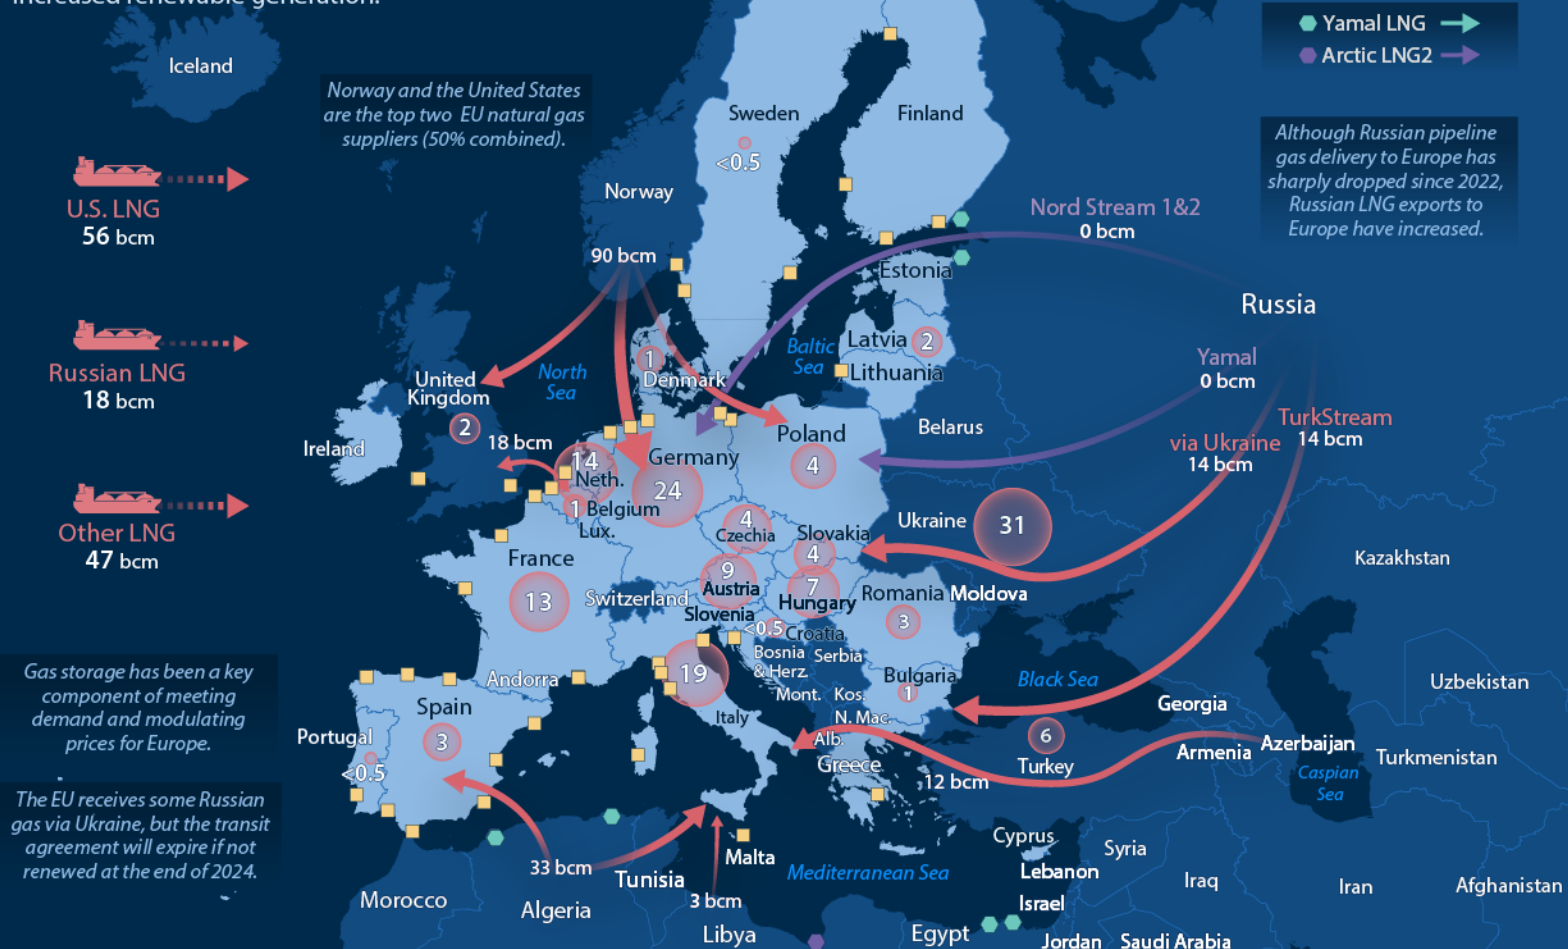 increased renewable generation.
Iceland
Norway and the United States
are the top two EU natural gas
suppliers (50% combined).
Yamal LNG
Arctic LNG2
Although Russian pipeline
gas delivery to Europe has
sharply dropped since 2022,
Russian LNG exports to
Europe have increased.
U.S. LNG
56 bcm
Russian LNG
18 bcm
Other LNG
47 bcm
Sweden
<0.5
Finland
Norway
90 bcm
Nord Stream 1&2
0 bcm
Estonia
Russia
Latvia
2
Lithuania
Baltic
Sea
North
Sea
1
Denmark
United
Kingdom
2
18 bcm
Ireland
Yamal
0 bcm
TurkStream
14 bcm
via Ukraine
14 bcm
Belarus
Poland
4
Germany
24
14
Neth.
1
Belgium
Lux.
4
Czechia
Slovakia
4
Ukraine
31
Kazakhstan
France
13
Switzerland
9
Austria
7
Hungary
Slovenia
Romania
3
Moldova
<0.5
Croatia
Bosnia
& Herz.
Serbia
Mont.
Kos.
Bulgaria
1
N. Mac.
Alb.
Greece
19
Italy
Andorra
Spain
3
Portugal
<0.5
Black Sea
Georgia
Armenia
Azerbaijan
Uzbekistan
Turkmenistan
Caspian
Sea
6
Turkey
12 bcm
Gas storage has been a key
component of meeting
demand and modulating
prices for Europe.
The EU receives some Russian
gas via Ukraine, but the transit
agreement will expire if not
renewed at the end of 2024.
Malta
Mediterranean Sea
Cyprus
Lebanon
Israel
Syria
Iraq
Iran
Afghanistan
33 bcm
Tunisia
3 bcm
Morocco
Algeria
Libya
Egypt
Jordan
Saudi Arabia